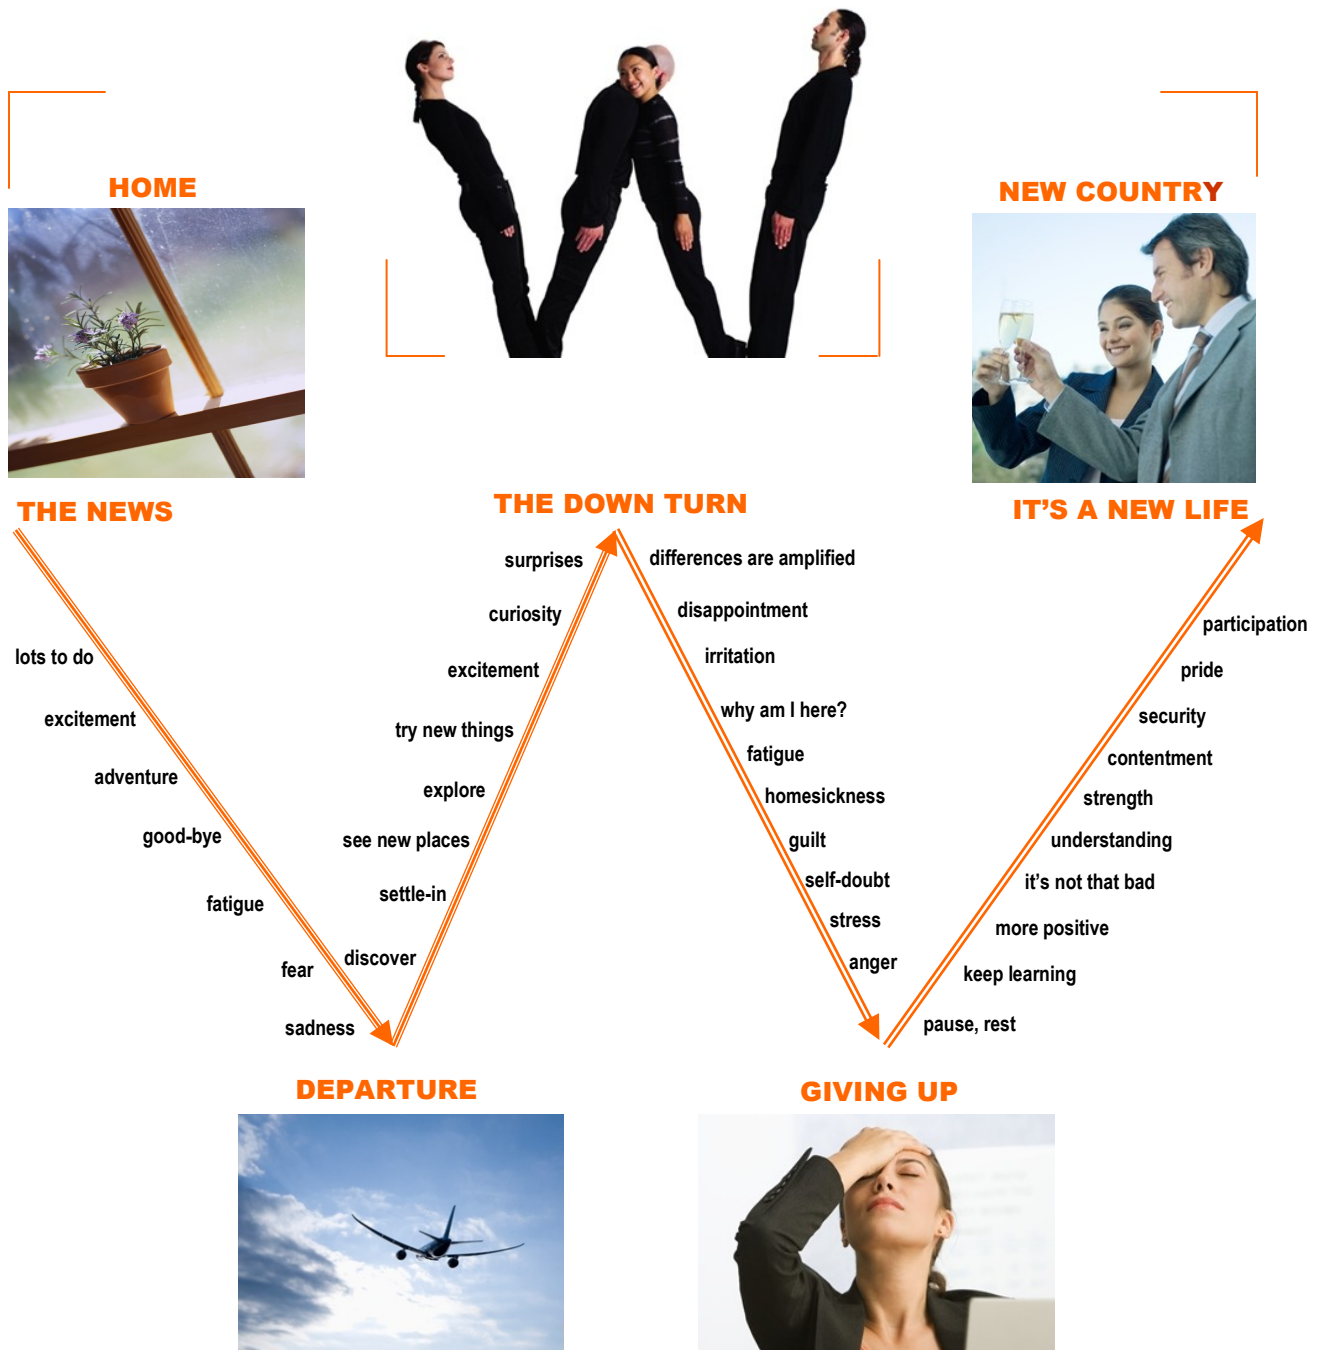 HOME
NEW COUNTRY
THE NEWS
THE DOWN TURN
IT’S A NEW LIFE
lots to do
excitement
adventure
good-bye
fatigue
fear
sadness
surprises
curiosity
excitement
try new things
explore
see new places
settle-in
discover
differences are amplified
disappointment
irritation
why am I here?
fatigue
homesickness
guilt
self-doubt
stress
anger
participation
pride
security
contentment
strength
understanding
it’s not that bad
more positive
keep learning
pause, rest
DEPARTURE
GIVING UP